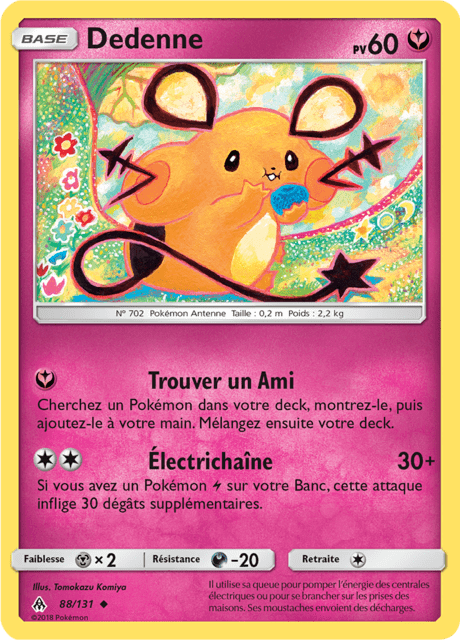 BASE Dedenne PV60
N° 702 Pokémon Antenne Taille : 0,2 m Poids : 2,2 kg
Trouver un Ami
Cherchez un Pokémon dans votre deck, montrez-le, puis
ajoutez-le à votre main. Mélangez ensuite votre deck.
Électrichaîne 30+
Si vous avez un Pokémon sur votre Banc, cette attaque
inflige 30 dégâts supplémentaires.
Faiblesse ×2 Résistance -20 Retraite
Illus. Tomokazu Komiya
88/131
©2018 Pokémon
Il utilise sa queue pour pomper l'énergie des centrales
électriques ou pour se brancher sur les prises des
maisons. Ses moustaches envoient des décharges.